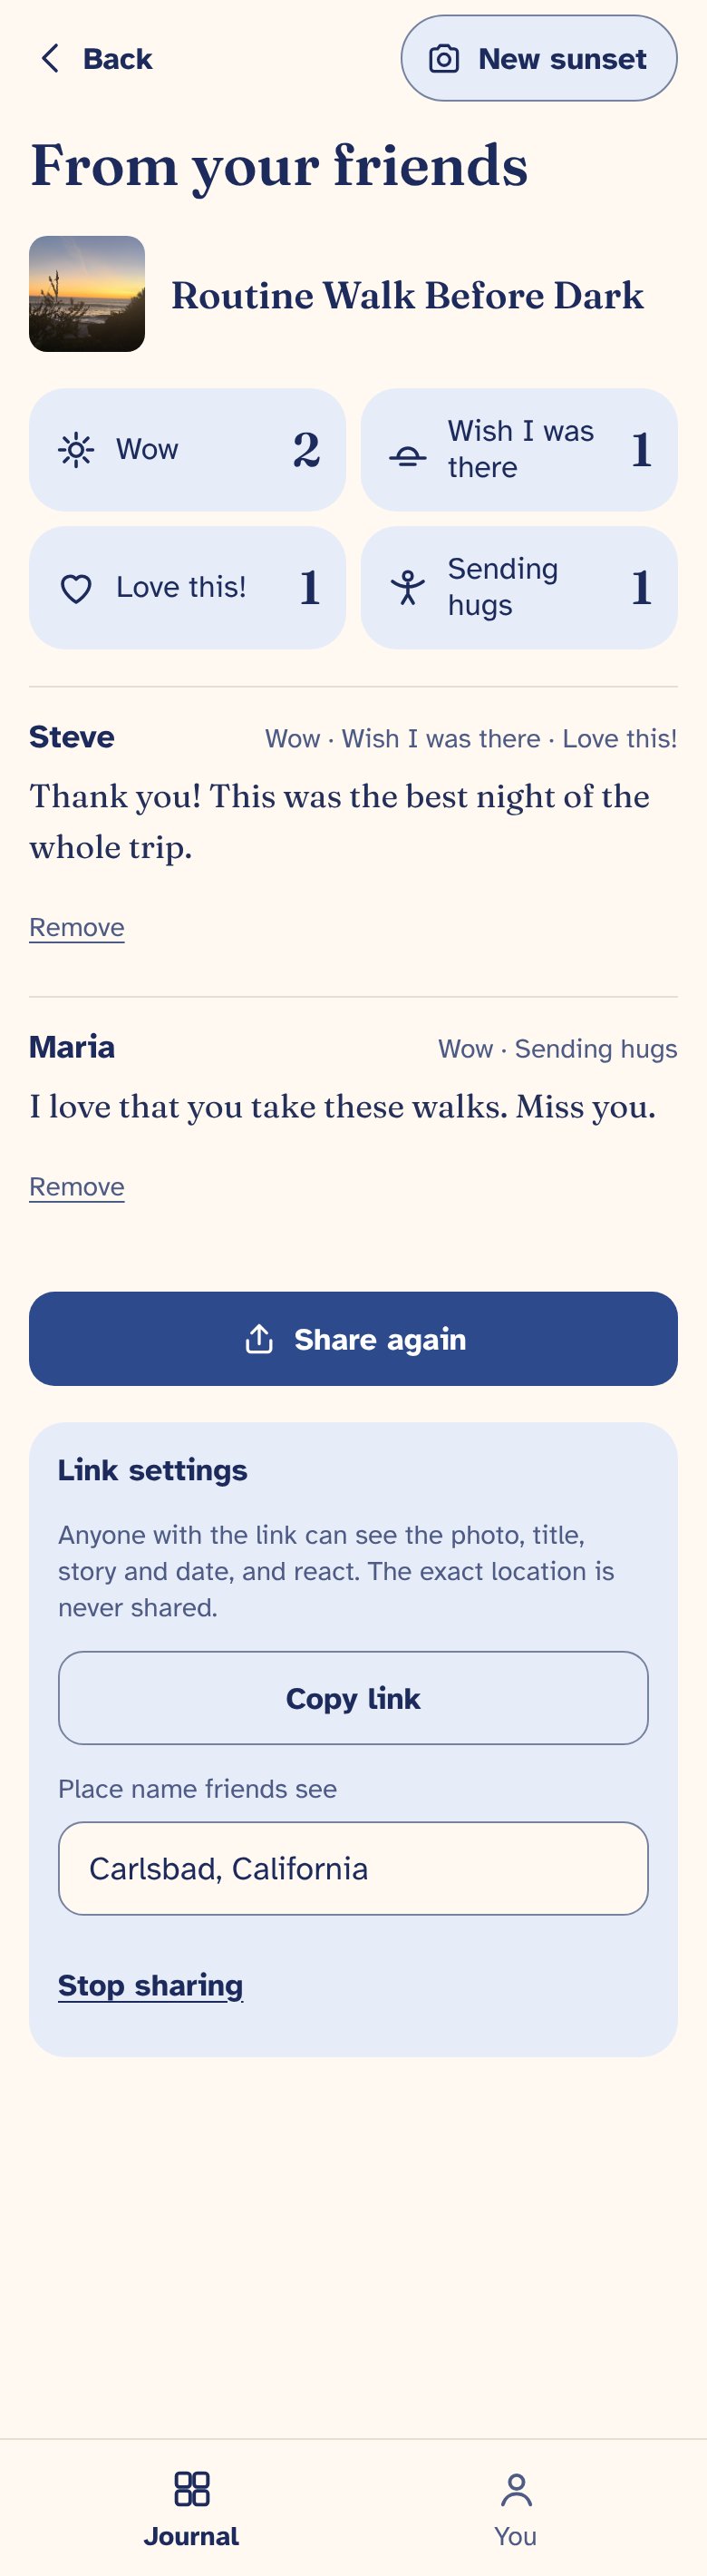 Back
New sunset
From your friends
Routine Walk Before Dark
Wow 2
Wish I was
there 1
Love this! 1
Sending
hugs 1
Steve
Wow · Wish I was there · Love this!
Thank you! This was the best night of the
whole trip.
Remove
Maria
Wow · Sending hugs
I love that you take these walks. Miss you.
Remove
Share again
Link settings
Anyone with the link can see the photo, title,
story and date, and react. The exact location is
never shared.
Copy link
Place name friends see
Carlsbad, California
Stop sharing
Journal
You